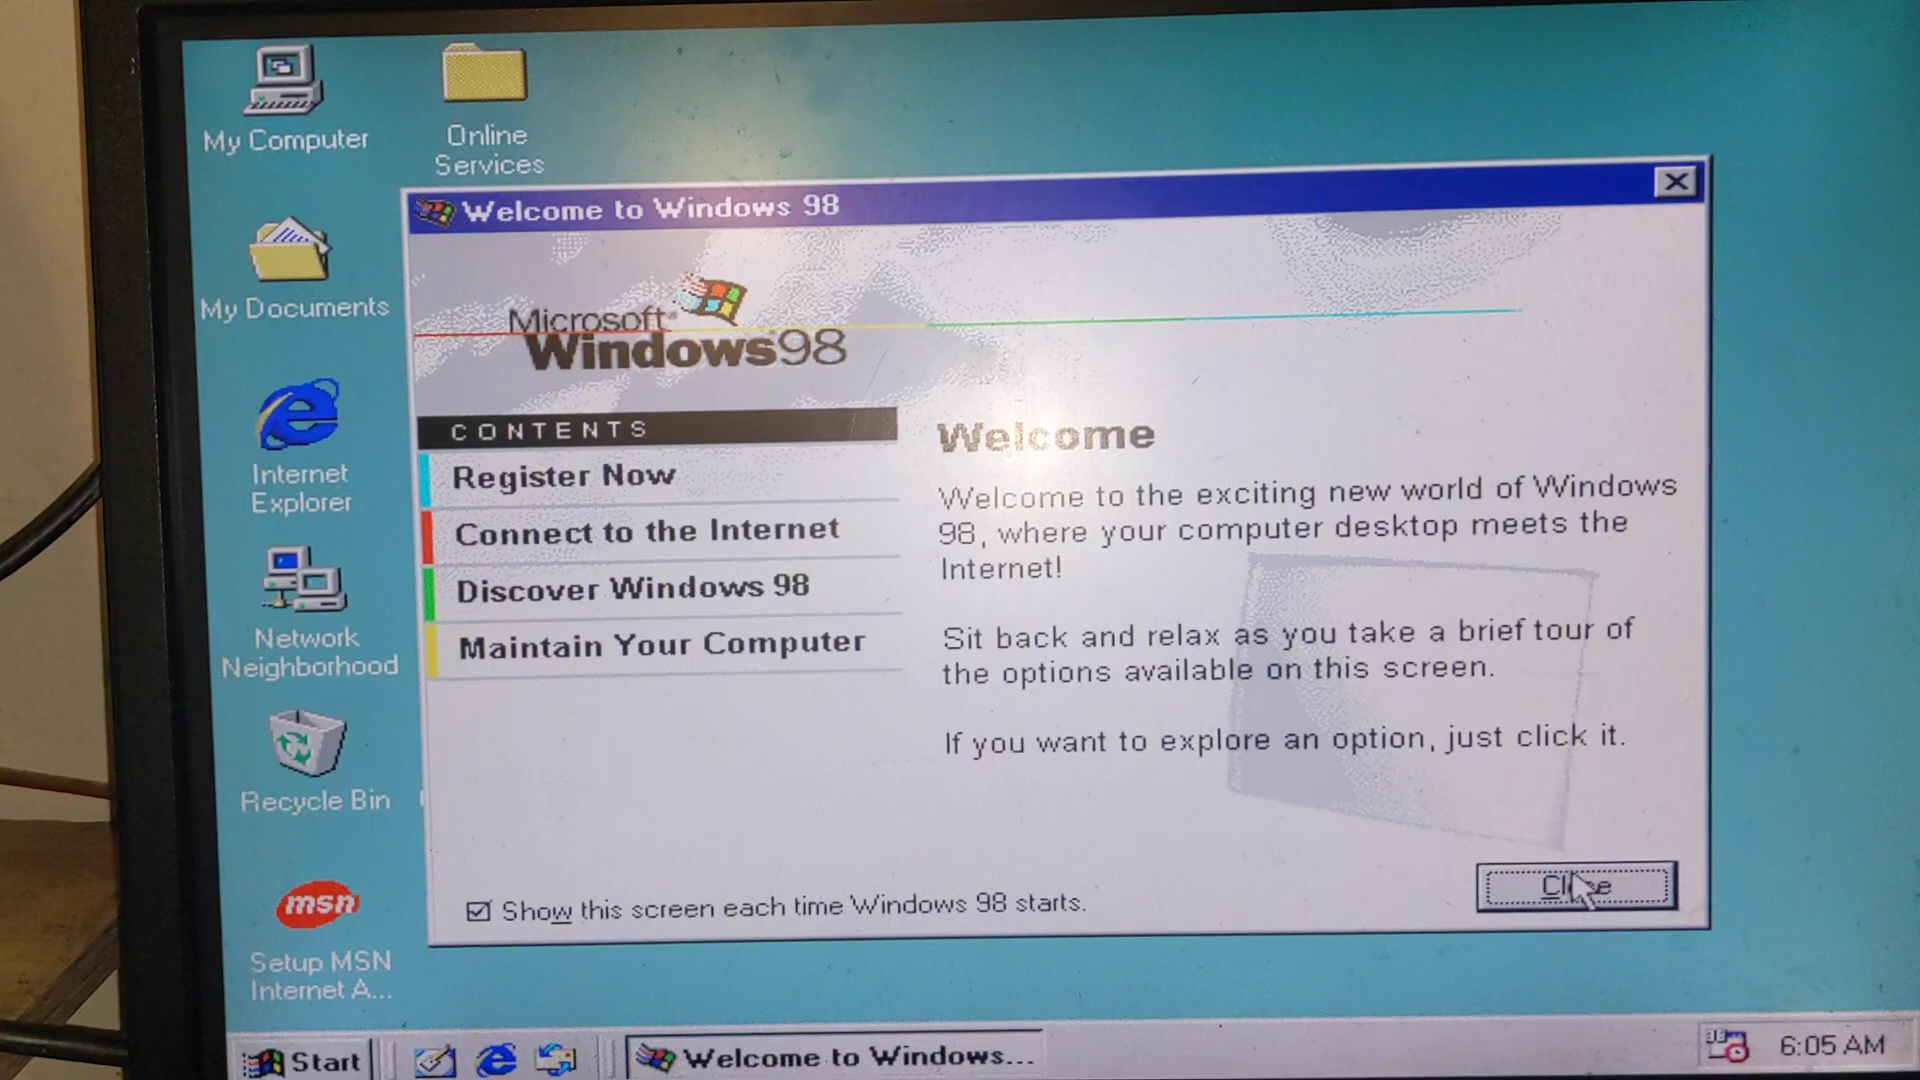 My Computer
Online
Services
My Documents
Internet
Explorer
Network
Neighborhood
Recycle Bin
msn
Setup MSN
Internet A...
Welcome to Windows 98
Microsoft
Windows98
CONTENTS
Register Now
Connect to the Internet
Discover Windows 98
Maintain Your Computer
Welcome
Welcome to the exciting new world of Windows
98, where your computer desktop meets the
Internet!
Sit back and relax as you take a brief tour of
the options available on this screen.
If you want to explore an option, just click it.
Show this screen each time Windows 98 starts.
Close
Start
Welcome to Windows...
6:05 AM